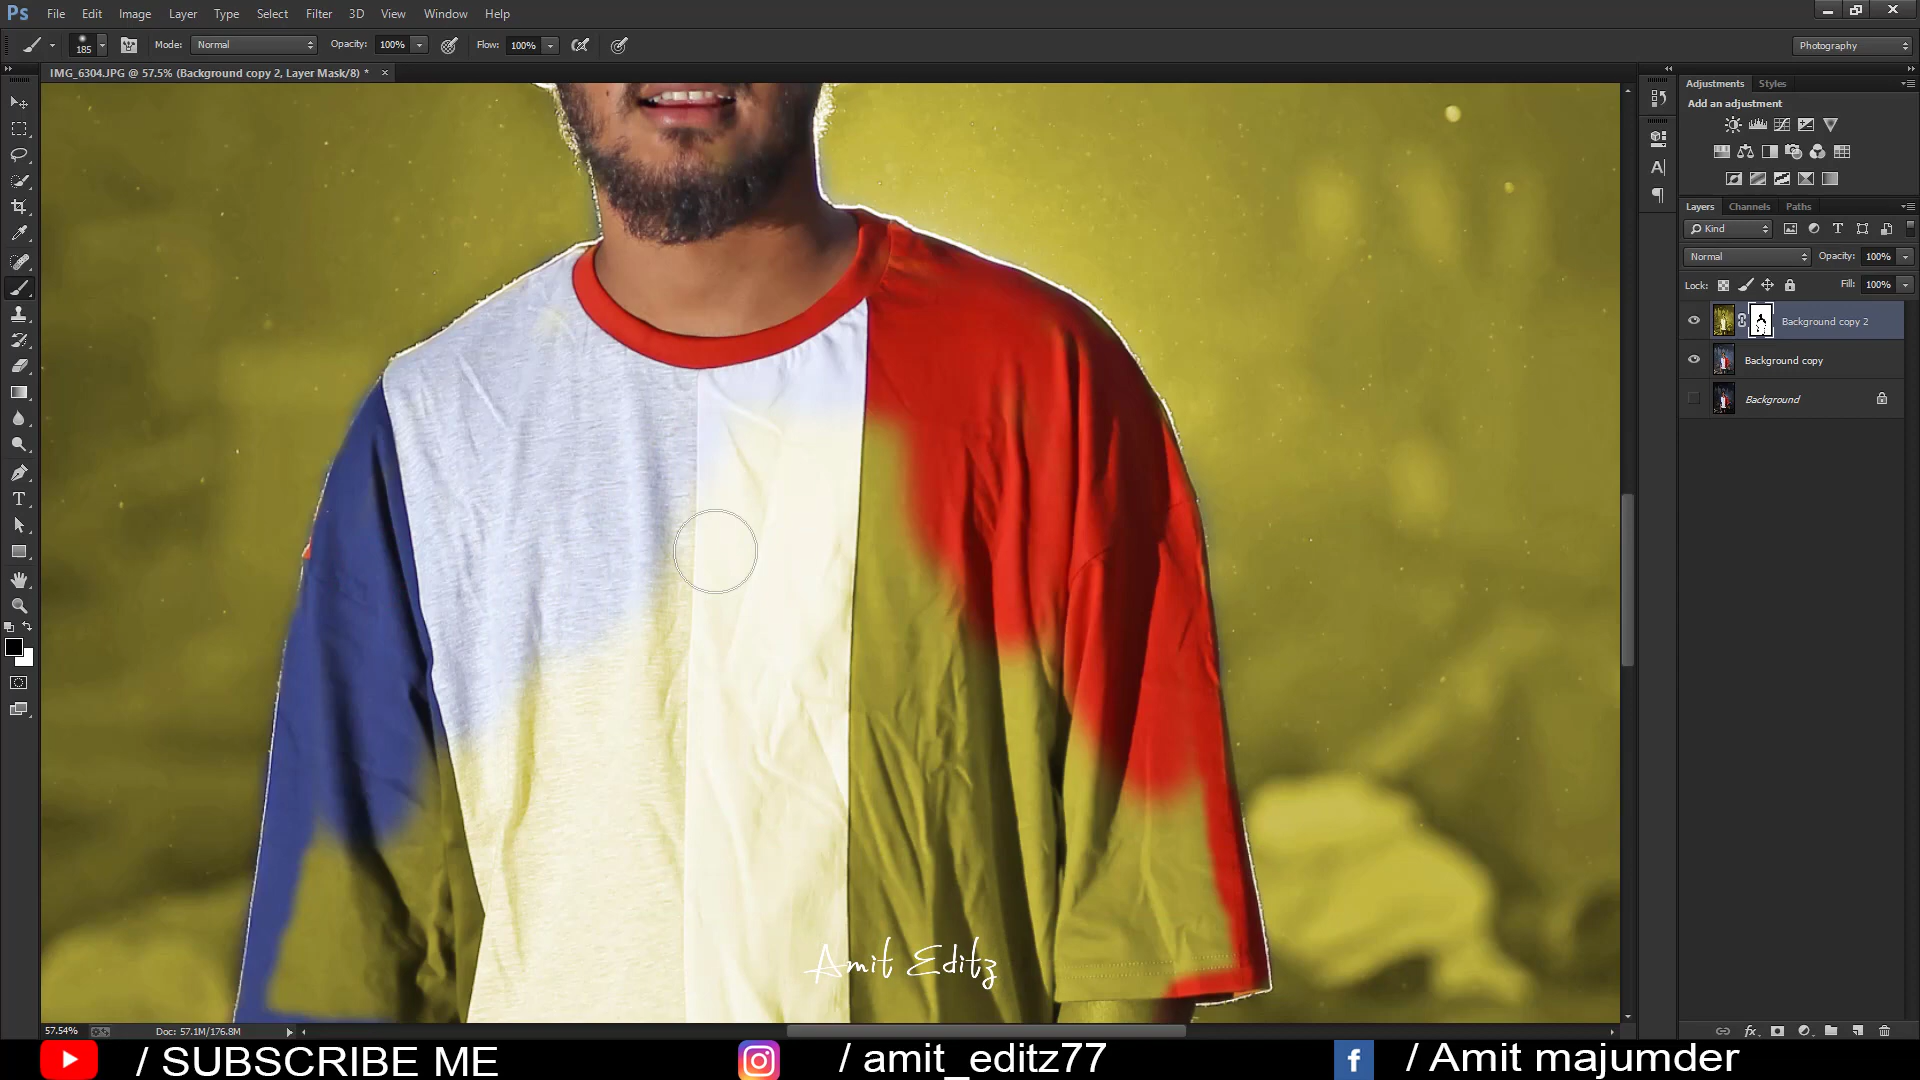 Ps File Edit Image Layer Type Select Filter 3D View Window Help
185 Mode: Normal Opacity: 100% Flow: 100% Photography
IMG_6304.JPG @ 57.5% (Background copy 2, Layer Mask/8) * ×
Adjustments Styles
Add an adjustment
Layers Channels Paths
Kind
Normal Opacity: 100%
Lock: Fill: 100%
Background copy 2
Background copy
Background
Amit Editz
57.54% Doc: 57.1M/176.8M
/ SUBSCRIBE ME / amit_editz77 / Amit majumder